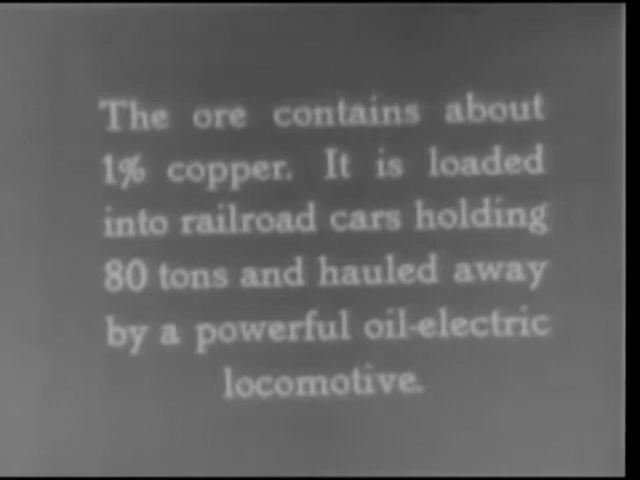 The ore contains about
1% copper. It is loaded
into railroad cars holding
80 tons and hauled away
by a powerful oil-electric
locomotive.